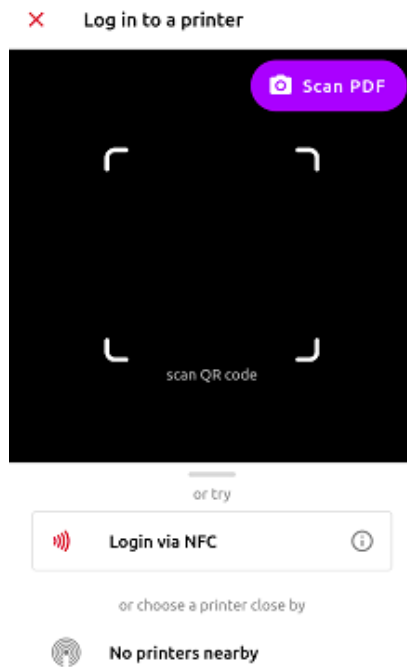 Log in to a printer
Scan PDF
scan QR code
or try
Login via NFC
or choose a printer close by
No printers nearby